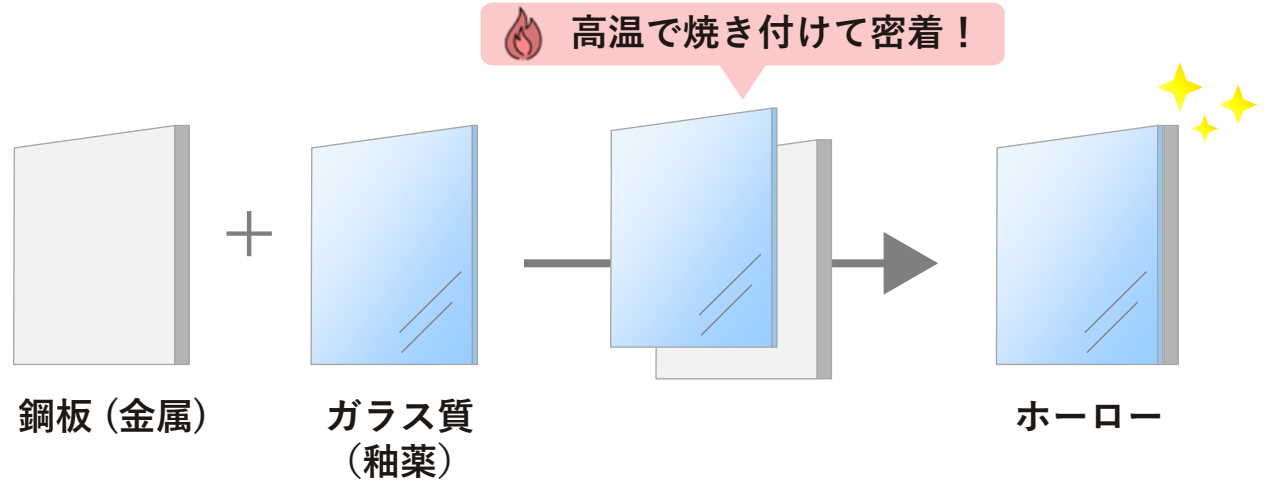 高温で焼き付けて密着！
鋼板（金属）
ガラス質
（釉薬）
ホーロー